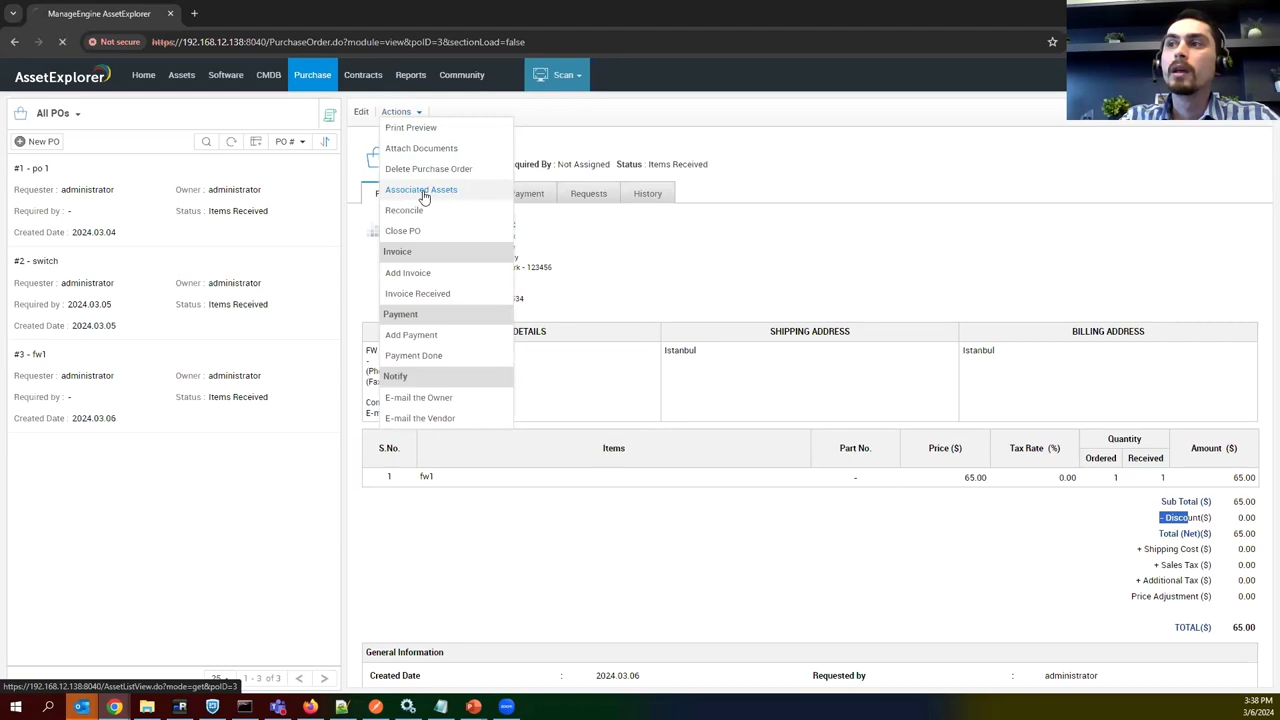 ManageEngine AssetExplorer
Not secure https://192.168.12.138:8040/PurchaseOrder.do?module=view&poID=3&sectionLoad=false
AssetExplorer Home Assets Software CMDB Purchase Contracts Reports Community Scan
All POs
Edit Actions
New PO PO #
#1 - po 1
Requester : administrator Owner : administrator
Required by : - Status : Items Received
Created Date : 2024.03.04
#2 - switch
Requester : administrator Owner : administrator
Required by : 2024.03.05 Status : Items Received
Created Date : 2024.03.05
#3 - fw1
Requester : administrator Owner : administrator
Required by : - Status : Items Received
Created Date : 2024.03.06
25 1 - 3 of 3
https://192.168.12.138:8040/AssetListView.do?mode=get&poID=3
Print Preview
Attach Documents
Delete Purchase Order
Associated Assets
Reconcile
Close PO
Invoice
Add Invoice
Invoice Received
Payment
Add Payment
Payment Done
Notify
E-mail the Owner
E-mail the Vendor
quired By : Not Assigned Status : Items Received
ayment Requests History
rk - 123456
534
DETAILS SHIPPING ADDRESS BILLING ADDRESS
FW Istanbul Istanbul
-
(Pho
(Fax
Con
E-m
S.No. Items Part No. Price ($) Tax Rate (%) Quantity Amount ($)
Ordered Received
1 fw1 - 65.00 0.00 1 1 65.00
Sub Total ($) 65.00
- Discount($) 0.00
Total (Net)($) 65.00
+ Shipping Cost ($) 0.00
+ Sales Tax ($) 0.00
+ Additional Tax ($) 0.00
Price Adjustment ($) 0.00
TOTAL($) 65.00
General Information
Created Date : 2024.03.06 Requested by : administrator
3:38 PM
3/6/2024